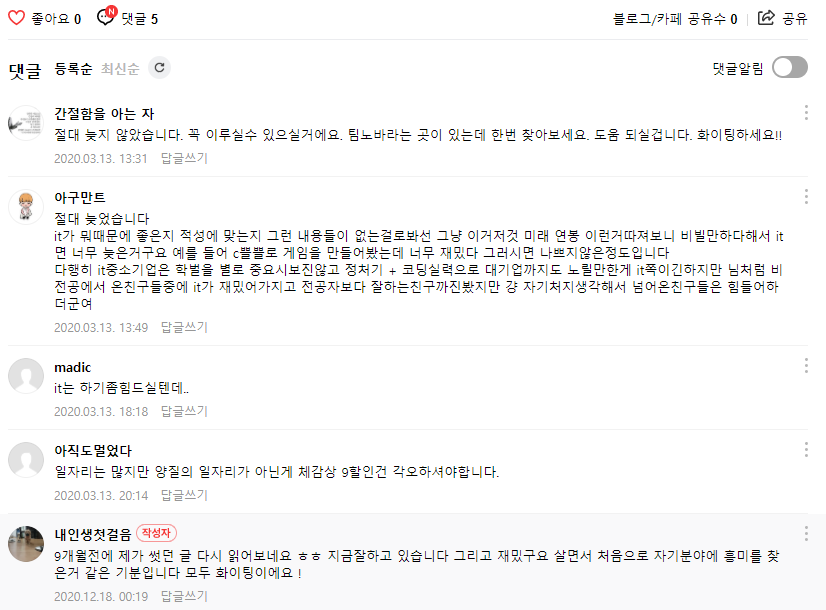 좋아요 0 N 댓글 5 블로그/카페 공유수 0 공유
댓글 등록순 최신순 댓글알림
간절함을 아는 자
절대 늦지 않았습니다. 꼭 이루실수 있으실거에요. 팀노바라는 곳이 있는데 한번 찾아보세요. 도움 되실겁니다. 화이팅하세요!!
2020.03.13. 13:31 답글쓰기
아구만트
절대 늦었습니다
it가 뭐때문에 좋은지 적성에 맞는지 그런 내용들이 없는걸로봐선 그냥 이거저것 미래 연봉 이런거따져보니 비빌만하다해서 it
면 너무 늦은거구요 예를 들어 c쁠쁠로 게임을 만들어봤는데 너무 재밌다 그러시면 나쁘지않은정도입니다
다행히 it중소기업은 학벌을 별로 중요시보진않고 정처기 + 코딩실력으로 대기업까지도 노릴만한게 it쪽이긴하지만 님처럼 비
전공에서 온친구들중에 it가 재밌어가지고 전공자보다 잘하는친구까진봤지만 걍 자기처지생각해서 넘어온친구들은 힘들어하
더군여
2020.03.13. 13:49 답글쓰기
madic
it는 하기좀힘드실텐데..
2020.03.13. 18:18 답글쓰기
아직도멀었다
일자리는 많지만 양질의 일자리가 아닌게 체감상 9할인건 각오하셔야합니다.
2020.03.13. 20:14 답글쓰기
내인생첫걸음 작성자
9개월전에 제가 썻던 글 다시 읽어보네요 ㅎㅎ 지금잘하고 있습니다 그리고 재밌구요 살면서 처음으로 자기분야에 흥미를 찾
은거 같은 기분입니다 모두 화이팅이에요 !
2020.12.18. 00:19 답글쓰기